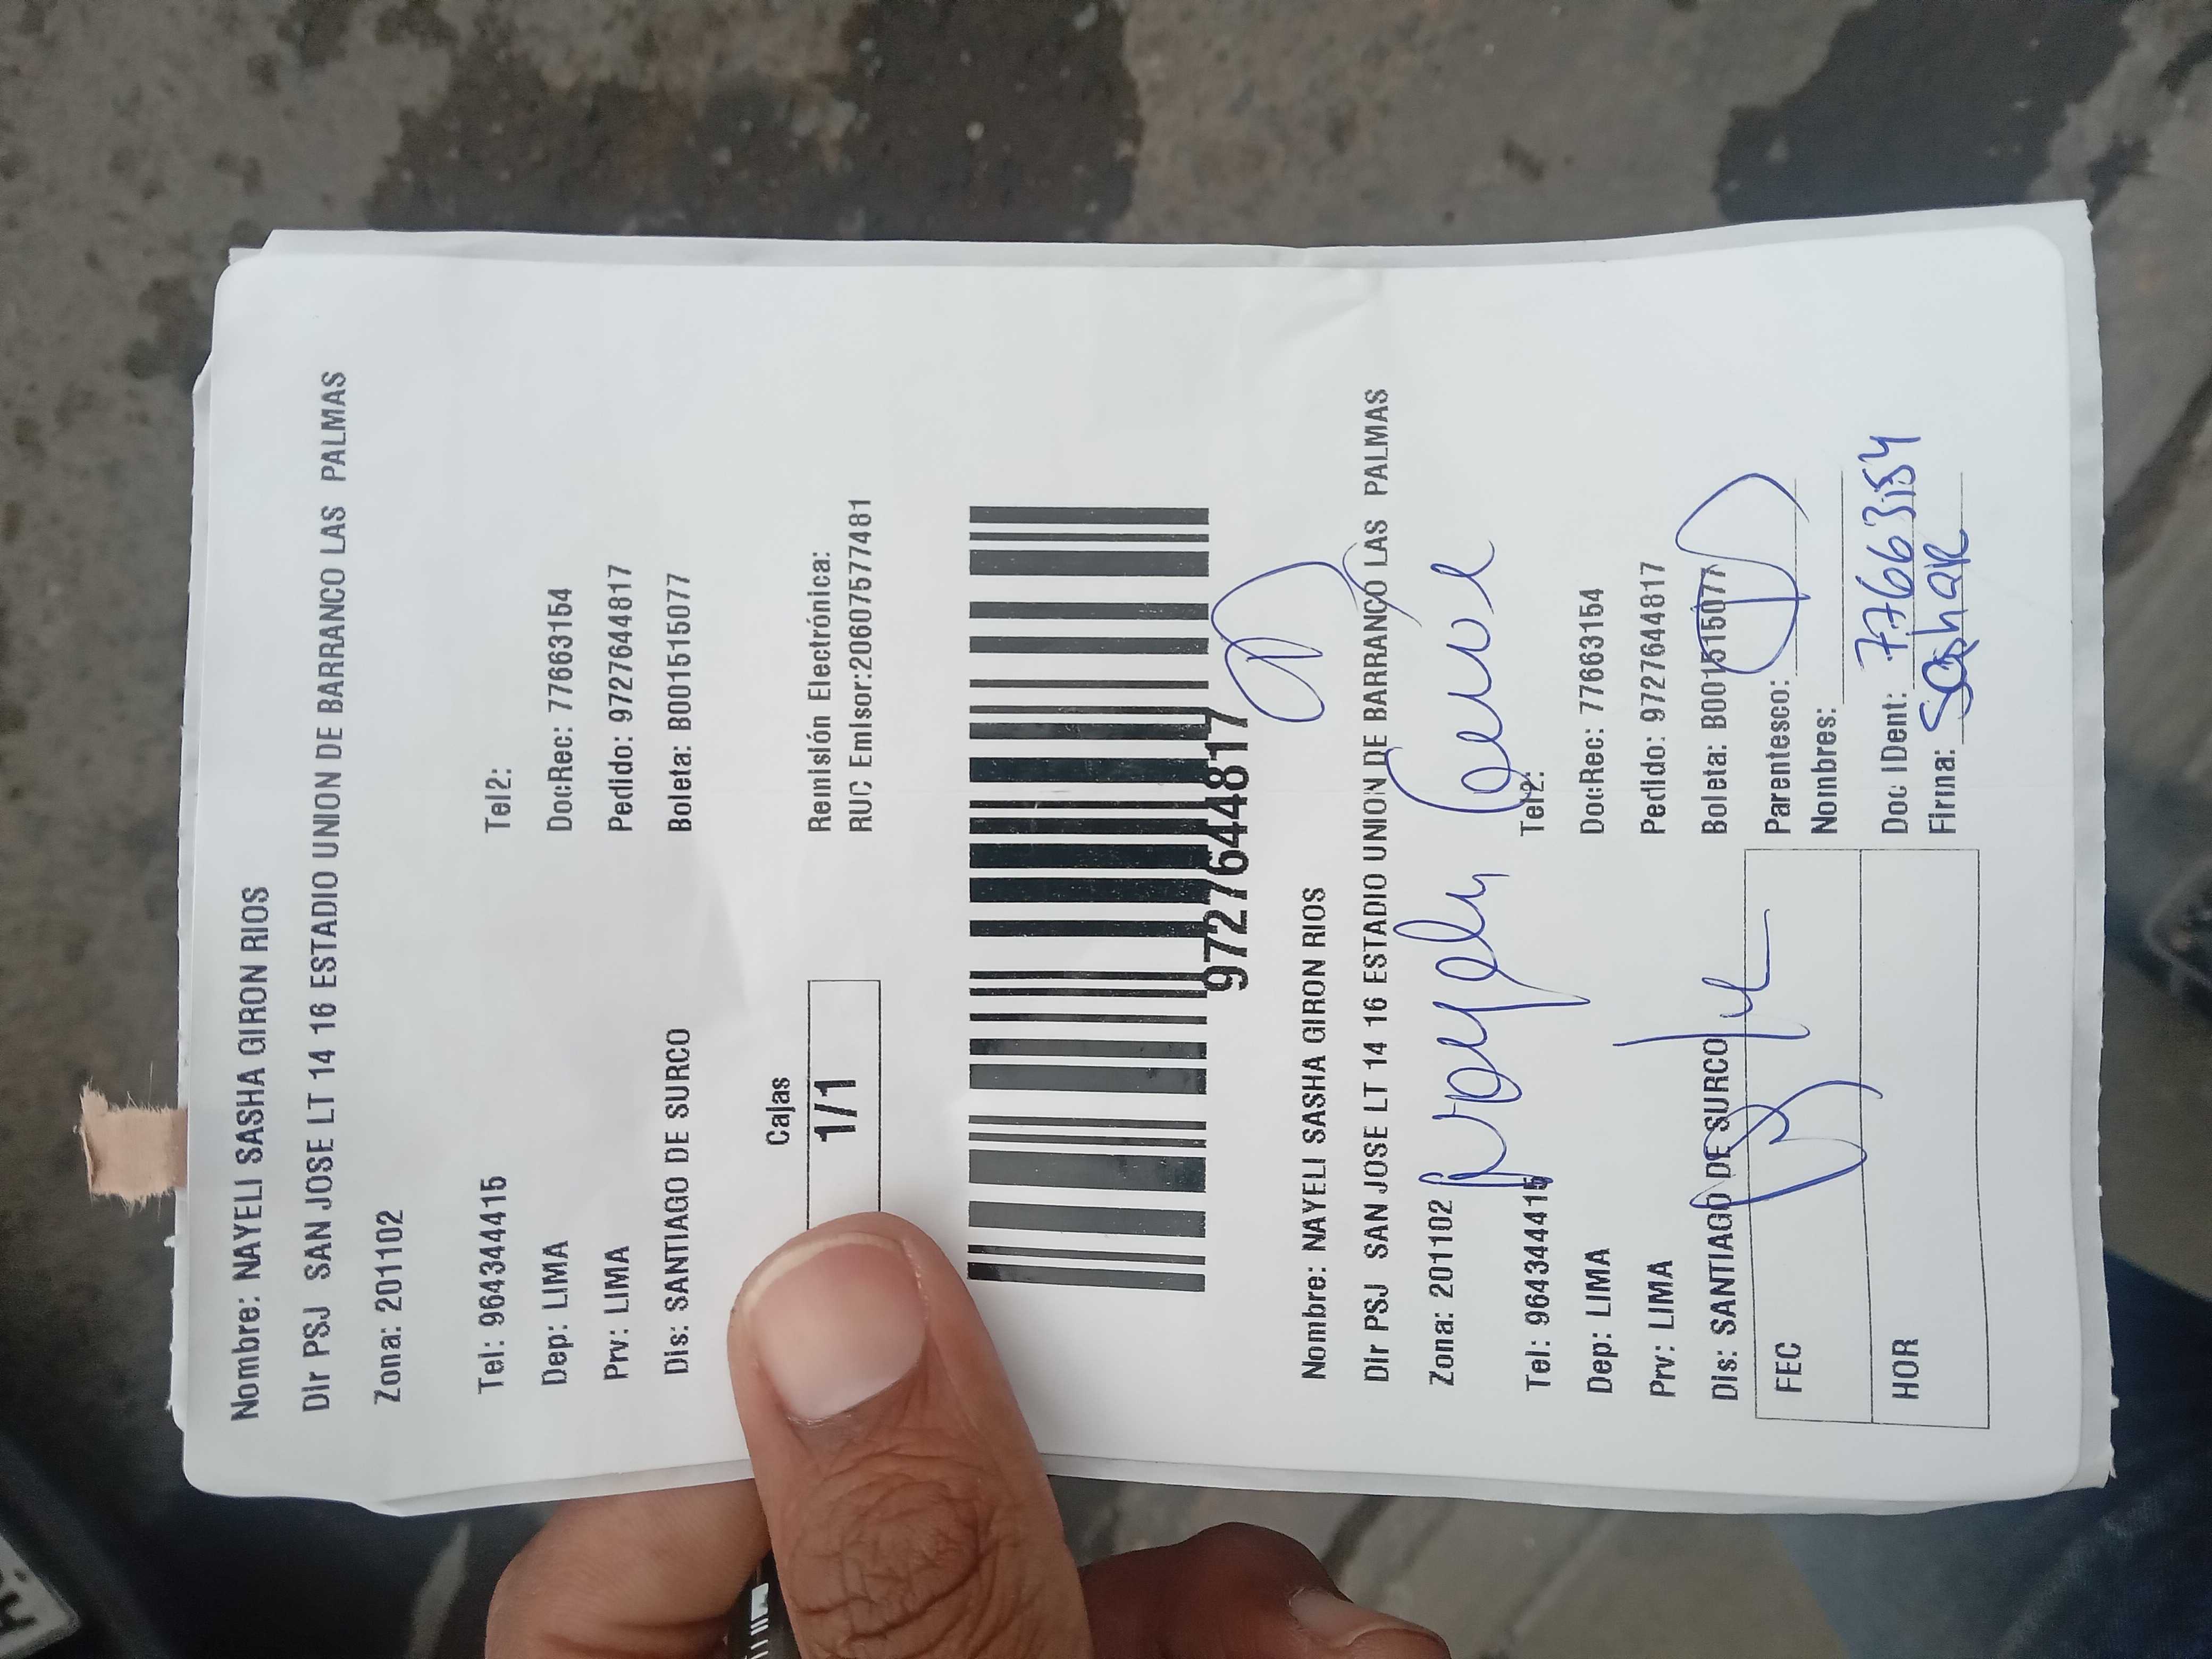 Nombre: NAYELI SASHA GIRON RIOS
DIr PSJ SAN JOSE LT 14 16 ESTADIO UNION DE BARRANCO LAS PALMAS
Zona: 201102
Tel: 964344415 Tel2:
Dep: LIMA DocRec: 77663154
Prv: LIMA Pedido: 9727644817
Dis: SANTIAGO DE SURCO Boleta: B001515077
Cajas
1/1
Remisión Electrónica:
RUC Emisor:20607577481
9727644817
Nombre: NAYELI SASHA GIRON RIOS
DIr PSJ SAN JOSE LT 14 16 ESTADIO UNION DE BARRANCO LAS PALMAS
Zona: 201102
Tel: 964344415 Tel2:
Dep: LIMA DocRec: 77663154
Prv: LIMA Pedido: 9727644817
Dis: SANTIAGO DE SURCO Boleta: B001515077
FEC
HOR
Parentesco:
Nombres:
Doc IDent: 77663154
Firma: Sashar